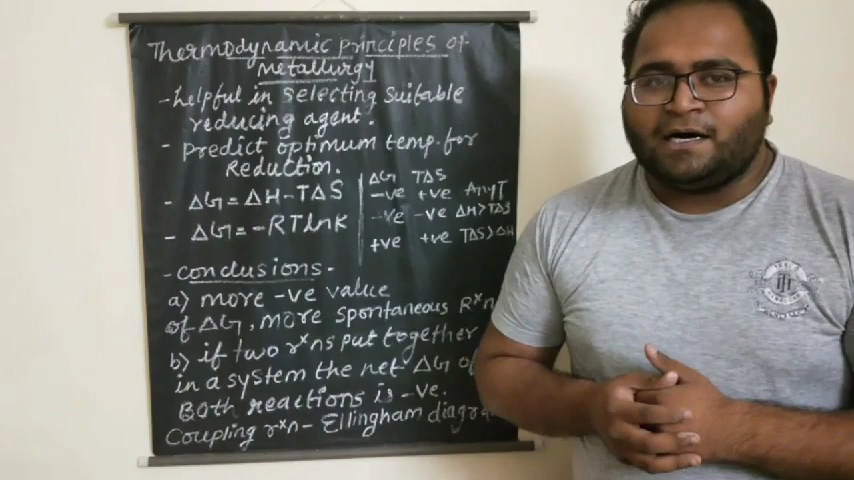 Thermodynamic principles of
metallurgy
- helpful in selecting suitable
reducing agent.
- Predict optimum temp. for
Reduction.
- ΔG = ΔH - TΔS
- ΔG = -RTlnK
ΔG TΔS
-ve +ve Any T
-ve -ve ΔH>TΔS
+ve +ve TΔS>ΔH
- Conclusions.
a) more -ve value
of ΔG, more spontaneous Rxn
b) if two rxns put together
in a system the net ΔG of
Both reactions is -ve.
Coupling rxn - Ellingham